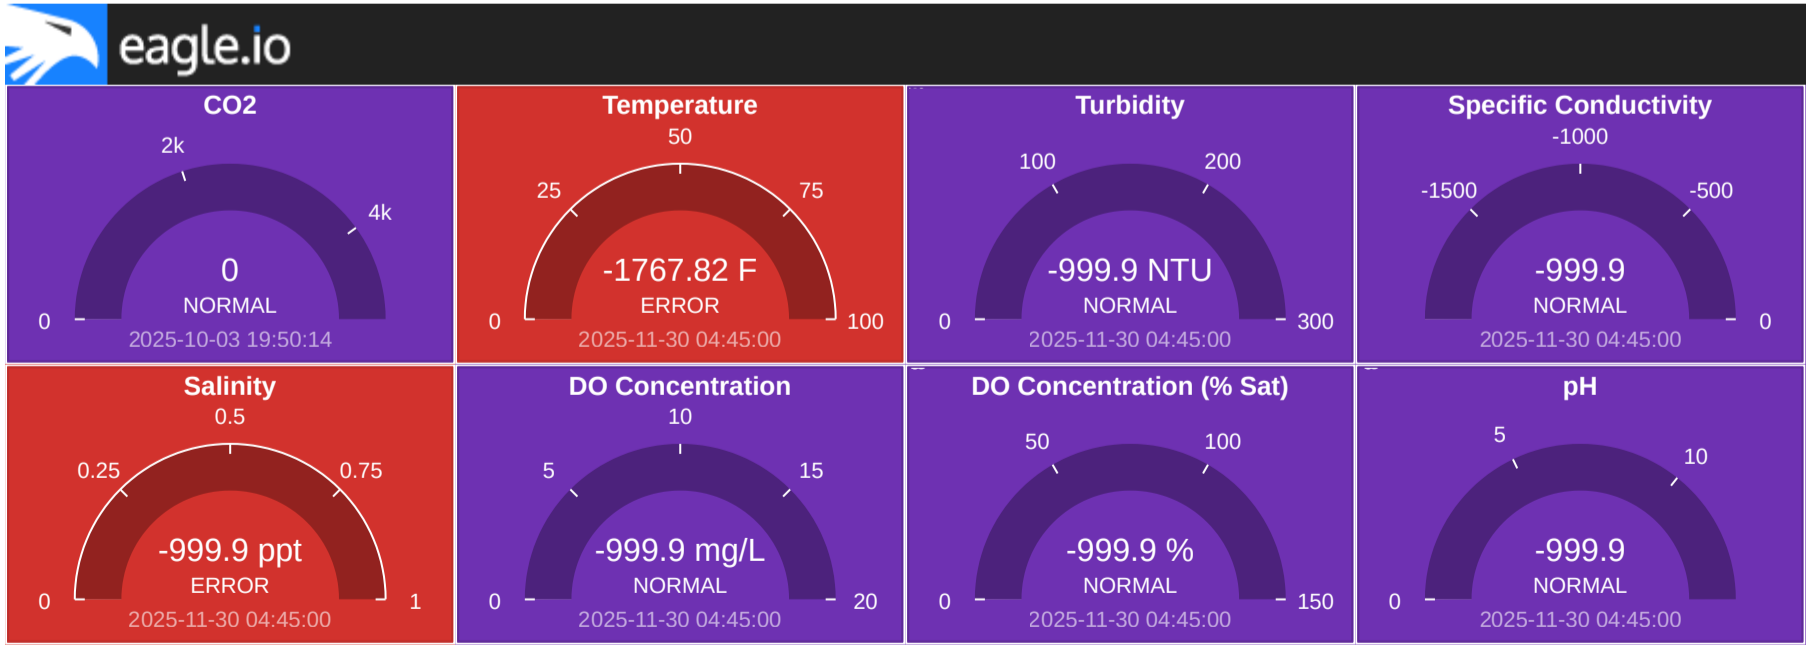 eagle.io
CO2
2k
4k
0
NORMAL
0
2025-10-03 19:50:14
Temperature
50
25
75
-1767.82 F
ERROR
0
100
2025-11-30 04:45:00
Turbidity
100
200
-999.9 NTU
NORMAL
0
300
2025-11-30 04:45:00
Specific Conductivity
-1000
-1500
-500
-999.9
NORMAL
0
2025-11-30 04:45:00
Salinity
0.5
0.25
0.75
-999.9 ppt
ERROR
0
1
2025-11-30 04:45:00
DO Concentration
10
5
15
-999.9 mg/L
NORMAL
0
20
2025-11-30 04:45:00
DO Concentration (% Sat)
50
100
-999.9 %
NORMAL
0
150
2025-11-30 04:45:00
pH
5
10
-999.9
NORMAL
0
2025-11-30 04:45:00